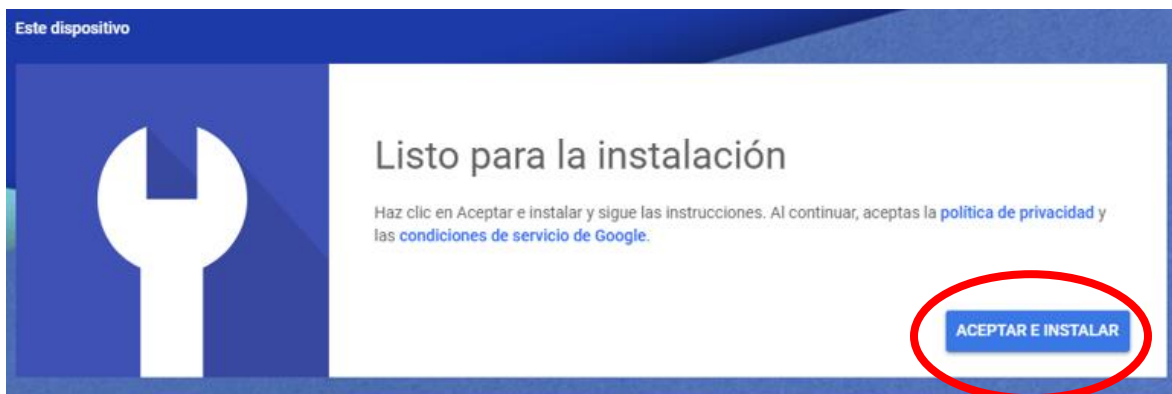 Este dispositivo
Listo para la instalación
Haz clic en Aceptar e instalar y sigue las instrucciones. Al continuar, aceptas la política de privacidad y
las condiciones de servicio de Google.
ACEPTAR E INSTALAR